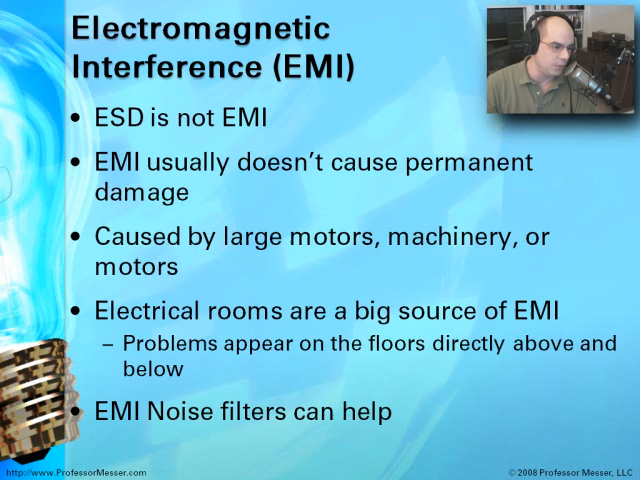 Electromagnetic
Interference (EMI)
• ESD is not EMI
• EMI usually doesn't cause permanent
damage
• Caused by large motors, machinery, or
motors
• Electrical rooms are a big source of EMI
– Problems appear on the floors directly above and
below
• EMI Noise filters can help
http://www.ProfessorMesser.com
© 2008 Professor Messer, LLC